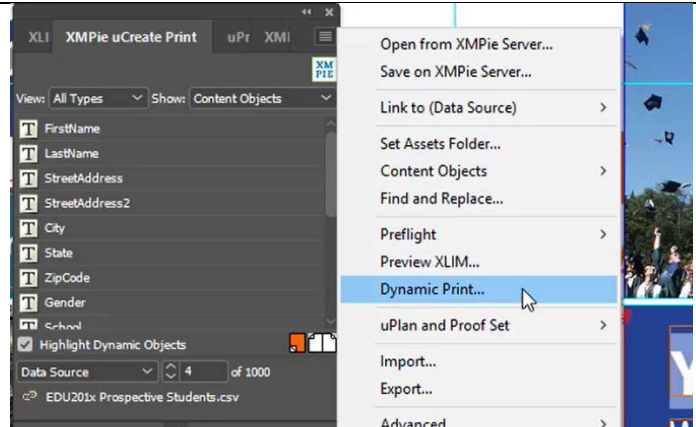 XLI XMPie uCreate Print uPr XMI
XM
PIE
View: All Types Show: Content Objects
FirstName
LastName
StreetAddress
StreetAddress2
City
State
ZipCode
Gender
School
Highlight Dynamic Objects
Data Source 4 of 1000
EDU201x Prospective Students.csv
Open from XMPie Server...
Save on XMPie Server...
Link to (Data Source)
Set Assets Folder...
Content Objects
Find and Replace...
Preflight
Preview XLIM...
Dynamic Print...
uPlan and Proof Set
Import...
Export...
Advanced
Y